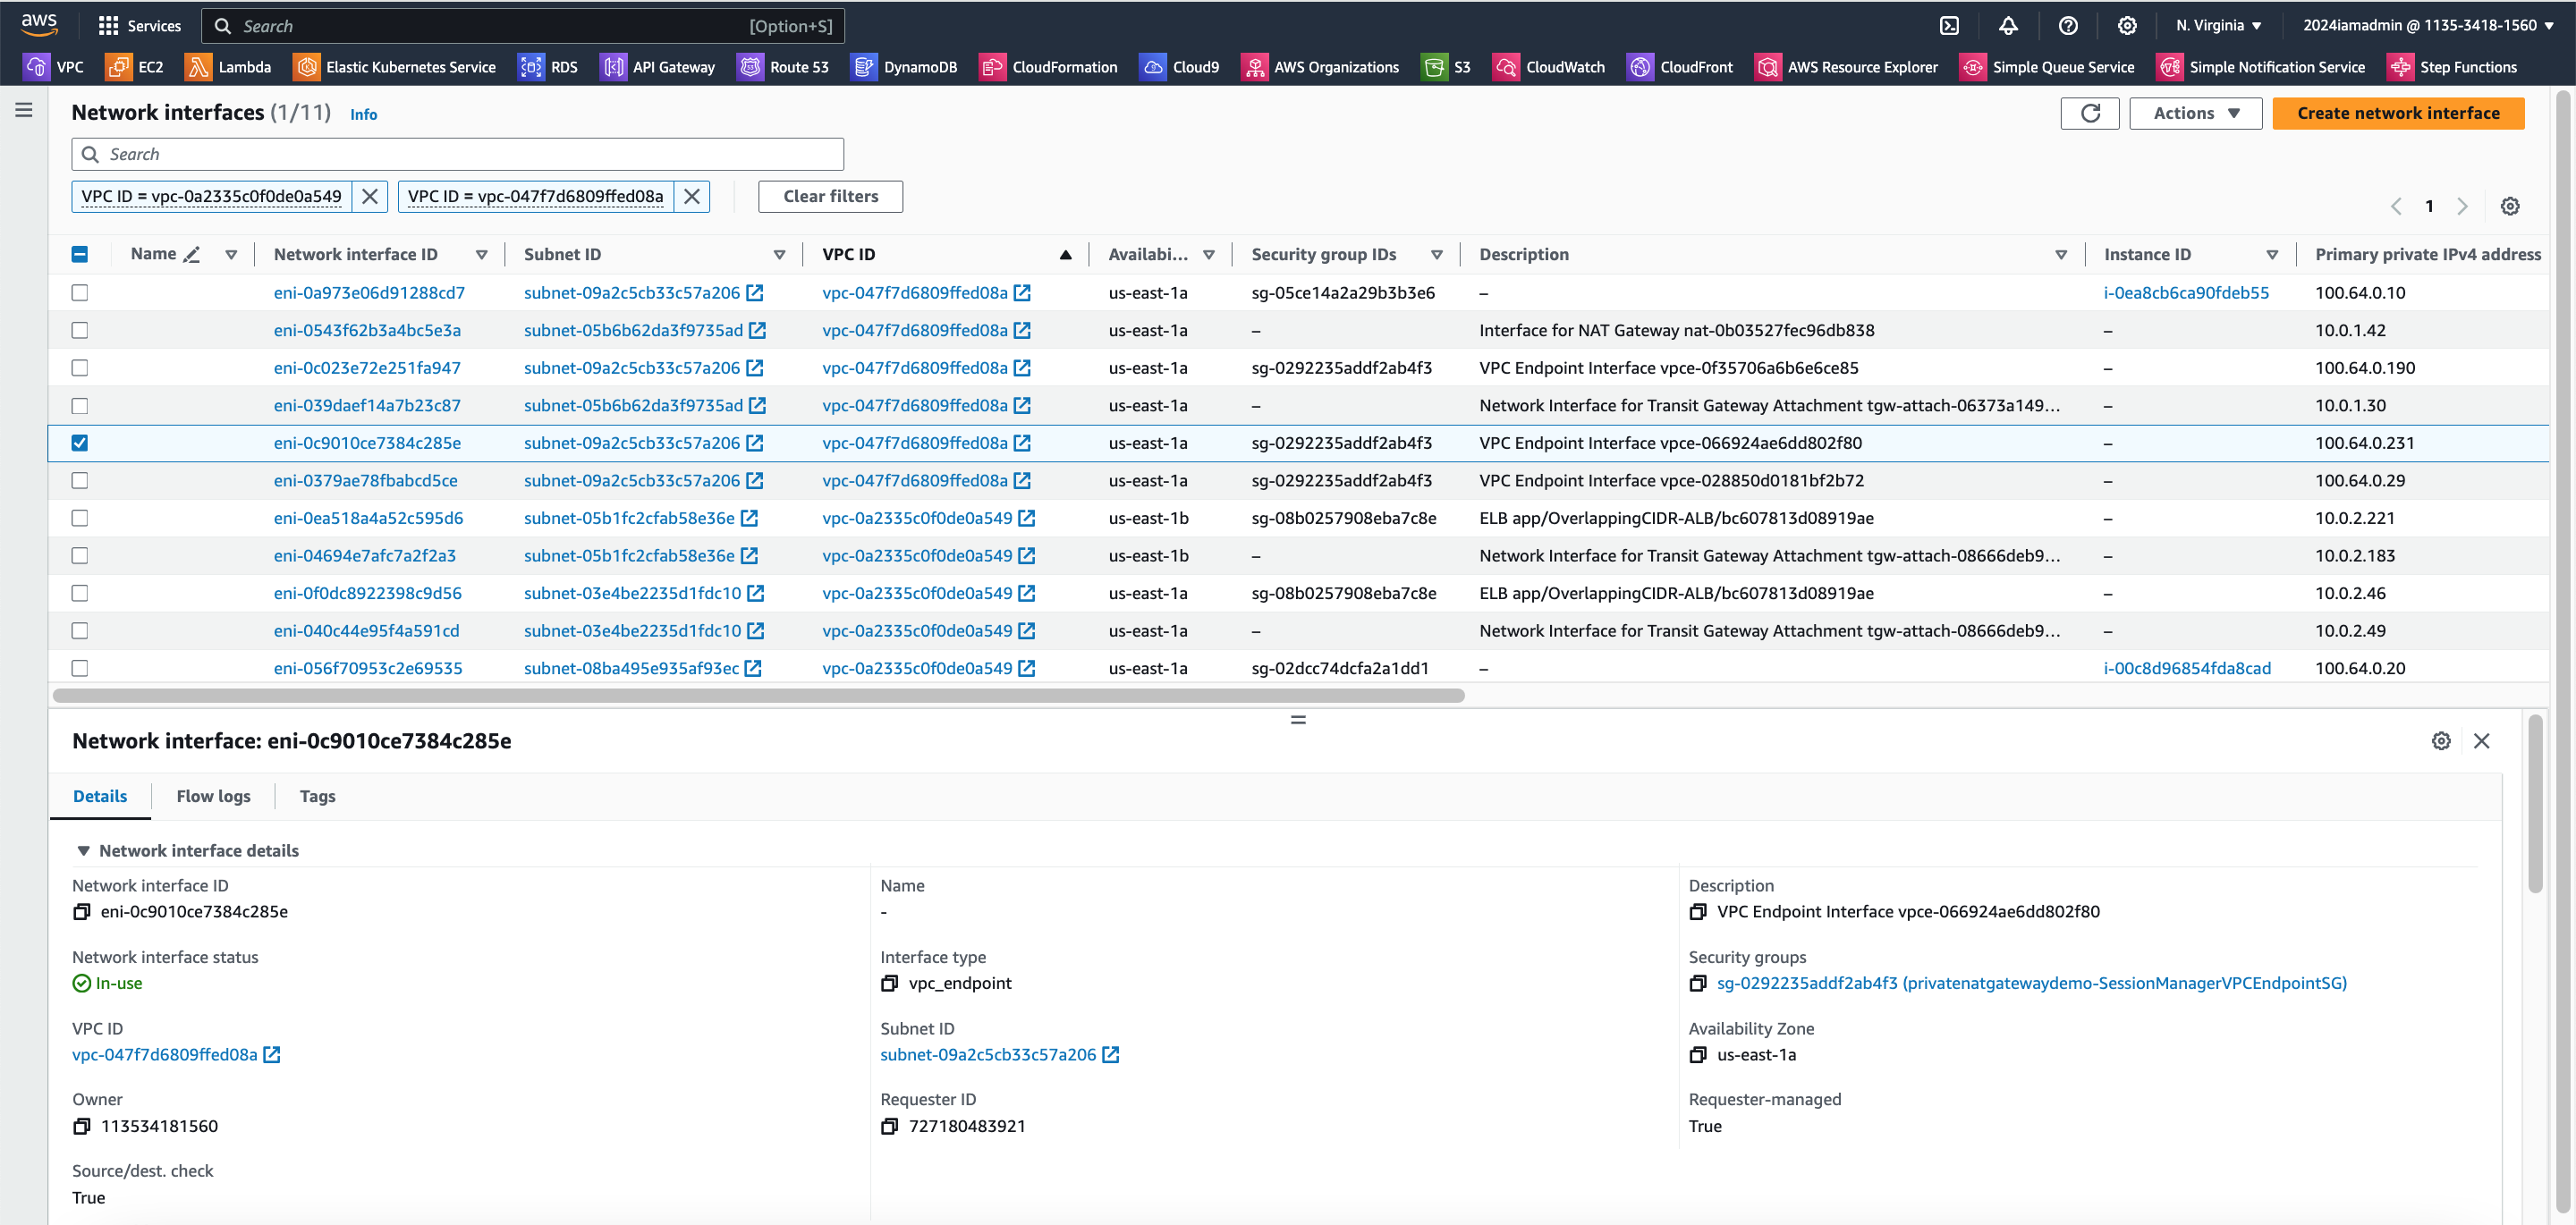 aws Services Search [Option+S] N. Virginia 2024iamadmin @ 1135-3418-1560
VPC EC2 Lambda Elastic Kubernetes Service RDS API Gateway Route 53 DynamoDB CloudFormation Cloud9 AWS Organizations S3 CloudWatch CloudFront AWS Resource Explorer Simple Queue Service Simple Notification Service Step Functions
Network interfaces (1/11) Info Actions Create network interface
Search
VPC ID = vpc-0a2335c0f0de0a549 VPC ID = vpc-047f7d6809ffed08a Clear filters
1
Name Network interface ID Subnet ID VPC ID Availabi... Security group IDs Description Instance ID Primary private IPv4 address
eni-0a973e06d91288cd7 subnet-09a2c5cb33c57a206 vpc-047f7d6809ffed08a us-east-1a sg-05ce14a2a29b3b3e6 – i-0ea8cb6ca90fdeb55 100.64.0.10
eni-0543f62b3a4bc5e3a subnet-05b6b62da3f9735ad vpc-047f7d6809ffed08a us-east-1a – Interface for NAT Gateway nat-0b03527fec96db838 – 10.0.1.42
eni-0c023e72e251fa947 subnet-09a2c5cb33c57a206 vpc-047f7d6809ffed08a us-east-1a sg-0292235addf2ab4f3 VPC Endpoint Interface vpce-0f35706a6b6e6ce85 – 100.64.0.190
eni-039daef14a7b23c87 subnet-05b6b62da3f9735ad vpc-047f7d6809ffed08a us-east-1a – Network Interface for Transit Gateway Attachment tgw-attach-06373a149... – 10.0.1.30
eni-0c9010ce7384c285e subnet-09a2c5cb33c57a206 vpc-047f7d6809ffed08a us-east-1a sg-0292235addf2ab4f3 VPC Endpoint Interface vpce-066924ae6dd802f80 – 100.64.0.231
eni-0379ae78fbabcd5ce subnet-09a2c5cb33c57a206 vpc-047f7d6809ffed08a us-east-1a sg-0292235addf2ab4f3 VPC Endpoint Interface vpce-028850d0181bf2b72 – 100.64.0.29
eni-0ea518a4a52c595d6 subnet-05b1fc2cfab58e36e vpc-0a2335c0f0de0a549 us-east-1b sg-08b0257908eba7c8e ELB app/OverlappingCIDR-ALB/bc607813d08919ae – 10.0.2.221
eni-04694e7afc7a2f2a3 subnet-05b1fc2cfab58e36e vpc-0a2335c0f0de0a549 us-east-1b – Network Interface for Transit Gateway Attachment tgw-attach-08666deb9... – 10.0.2.183
eni-0f0dc8922398c9d56 subnet-03e4be2235d1fdc10 vpc-0a2335c0f0de0a549 us-east-1a sg-08b0257908eba7c8e ELB app/OverlappingCIDR-ALB/bc607813d08919ae – 10.0.2.46
eni-040c44e95f4a591cd subnet-03e4be2235d1fdc10 vpc-0a2335c0f0de0a549 us-east-1a – Network Interface for Transit Gateway Attachment tgw-attach-08666deb9... – 10.0.2.49
eni-056f70953c2e69535 subnet-08ba495e935af93ec vpc-0a2335c0f0de0a549 us-east-1a sg-02dcc74dcfa2a1dd1 – i-00c8d96854fda8cad 100.64.0.20
Network interface: eni-0c9010ce7384c285e
Details Flow logs Tags
Network interface details
Network interface ID Name Description
eni-0c9010ce7384c285e - VPC Endpoint Interface vpce-066924ae6dd802f80
Network interface status Interface type Security groups
In-use vpc_endpoint sg-0292235addf2ab4f3 (privatenatgatewaydemo-SessionManagerVPCEndpointSG)
VPC ID Subnet ID Availability Zone
vpc-047f7d6809ffed08a subnet-09a2c5cb33c57a206 us-east-1a
Owner Requester ID Requester-managed
113534181560 727180483921 True
Source/dest. check
True